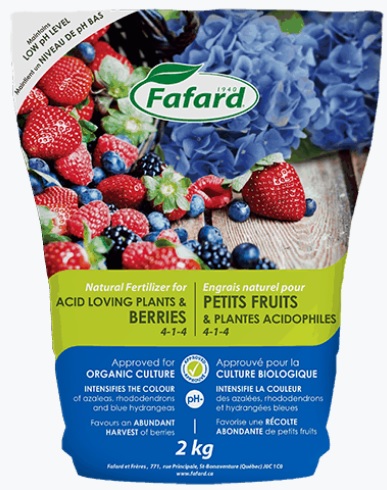 Maintains
LOW pH LEVEL
Maintient un NIVEAU DE pH BAS
Fafard
1940
Natural Fertilizer for
ACID LOVING PLANTS &
BERRIES
4-1-4
Engrais naturel pour
PETITS FRUITS
& PLANTES ACIDOPHILES
4-1-4
Approved for
ORGANIC CULTURE
INTENSIFIES THE COLOUR
of azaleas, rhododendrons
and blue hydrangeas
Favours an ABUNDANT
HARVEST of berries
pH-
Approuvé pour la
CULTURE BIOLOGIQUE
INTENSIFIE LA COULEUR
des azalées, rhododendrons
et hydrangées bleues
Favorise une RÉCOLTE
ABONDANTE de petits fruits
2 kg
Fafard et Frères , 771, rue Principale, St-Bonaventure (Québec) J0C 1C0
www.fafard.ca